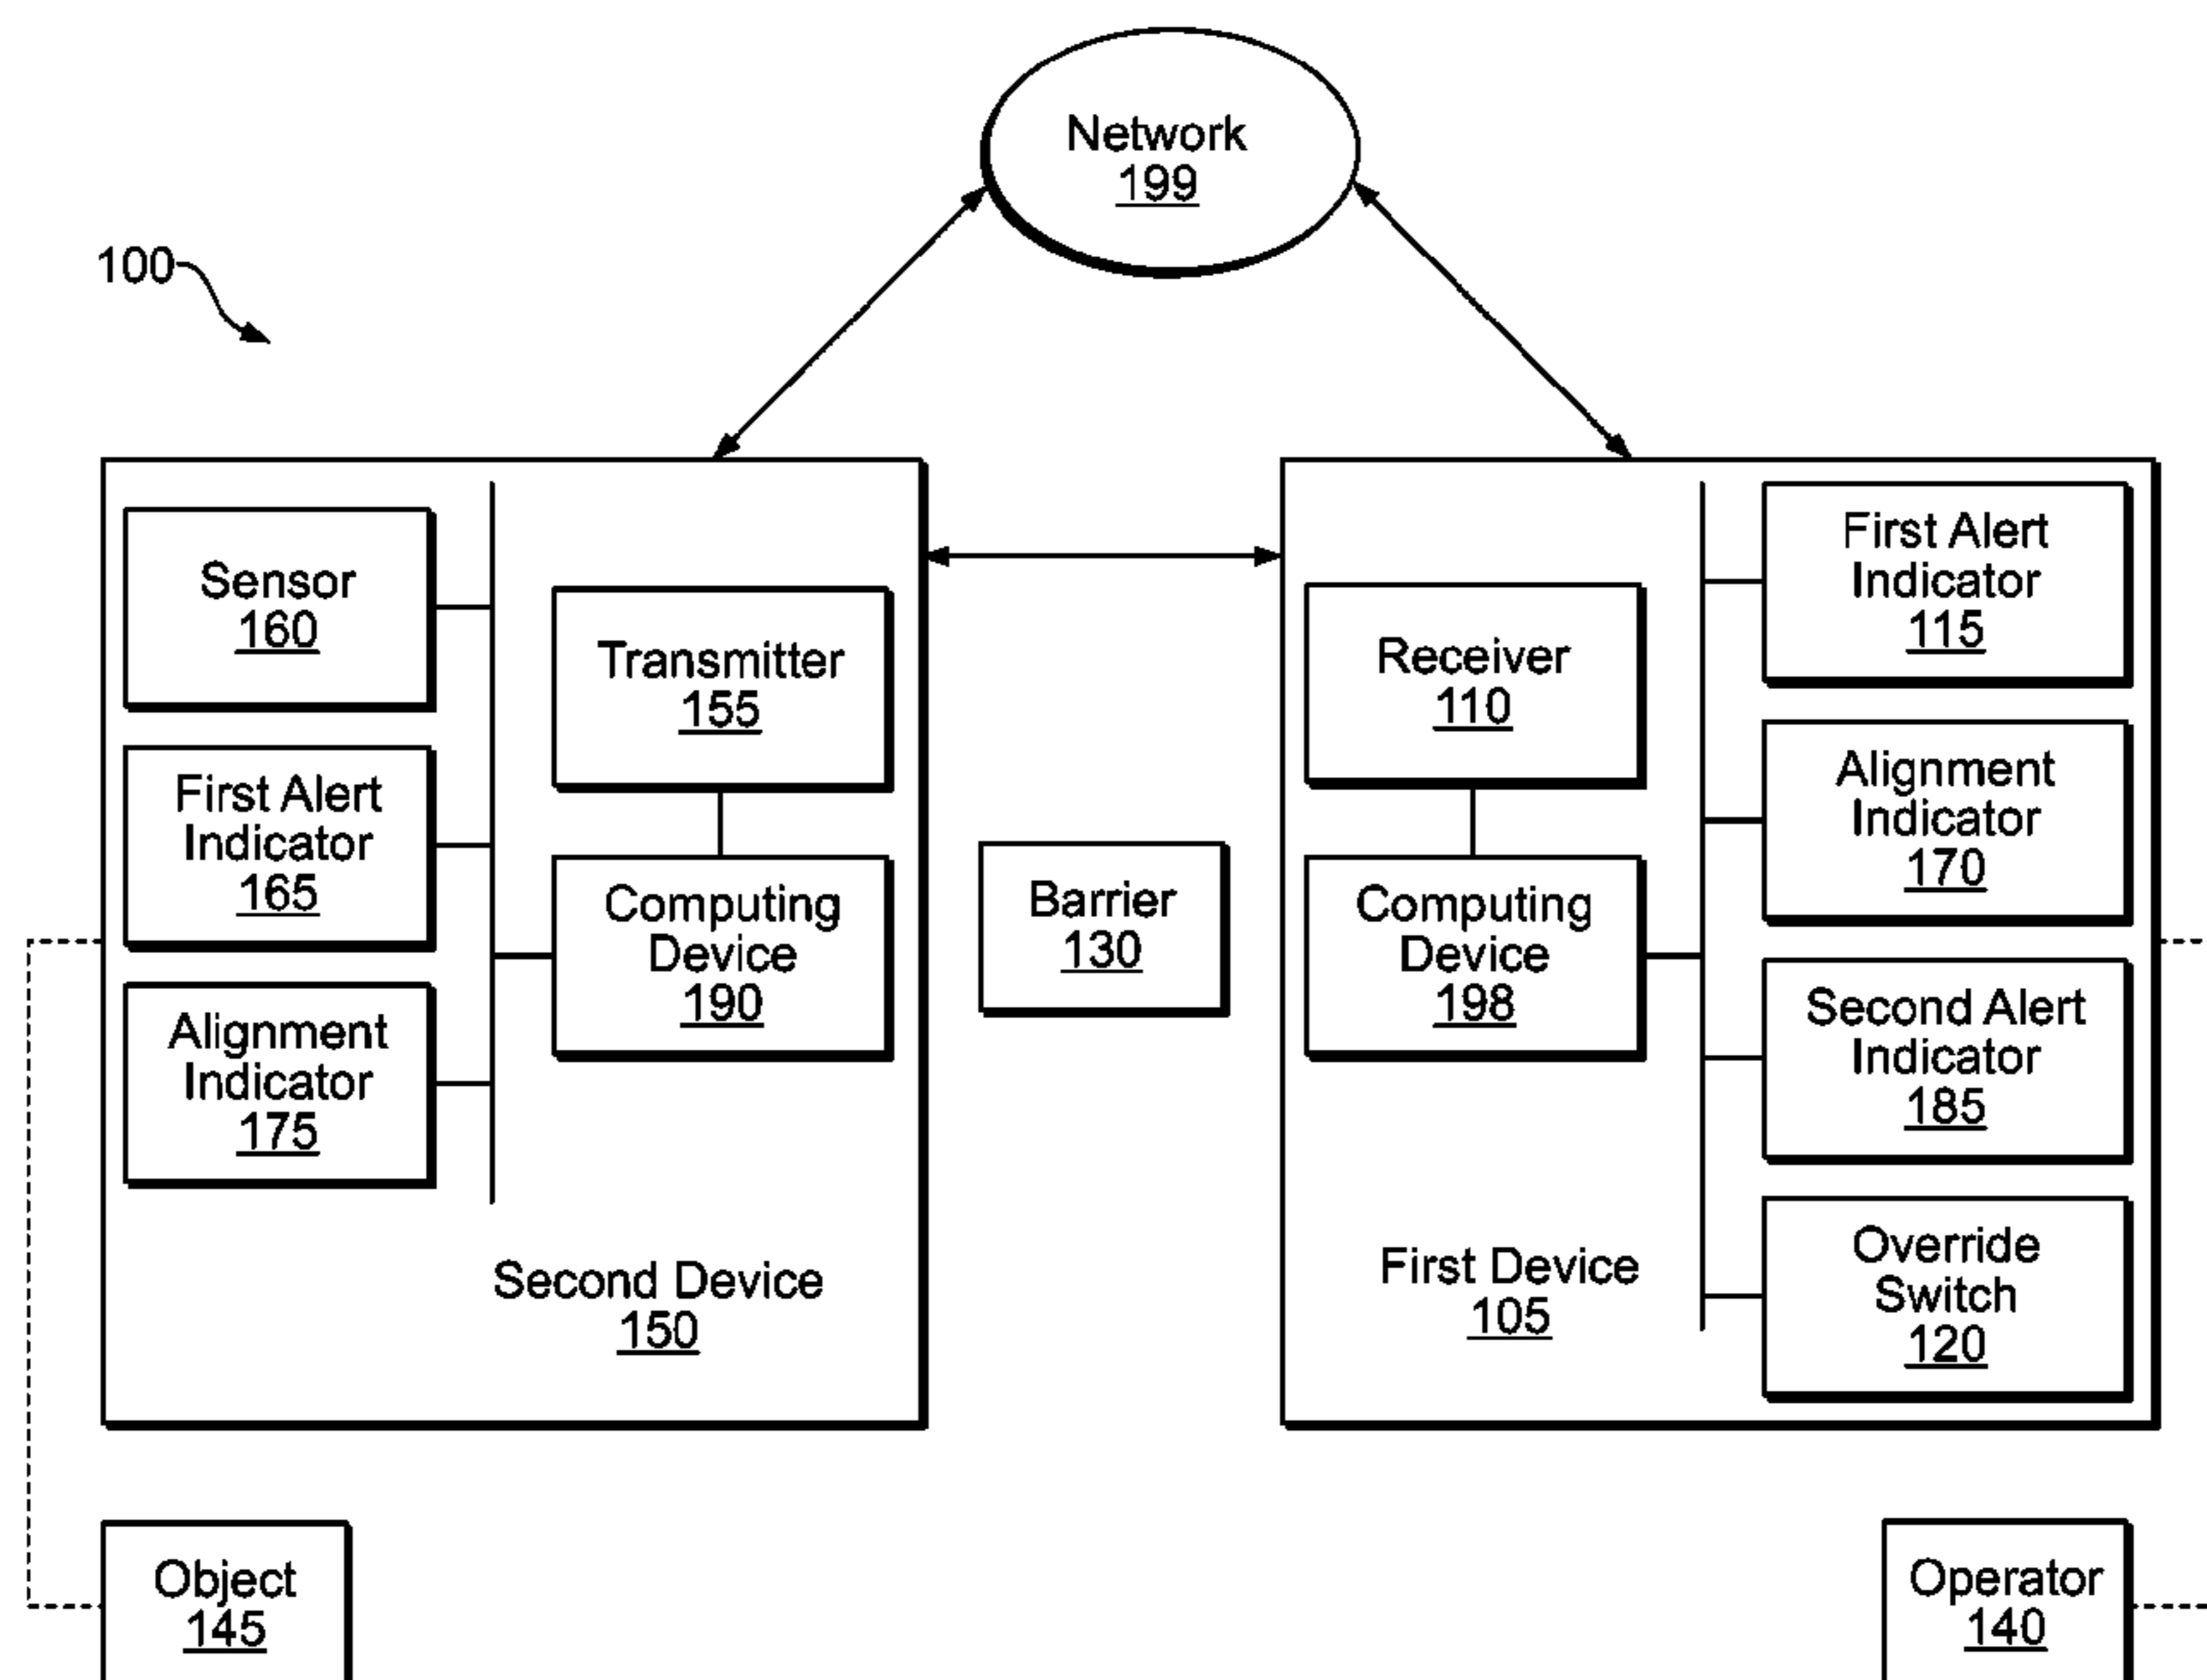 Network
199
100
Sensor
160
First Alert
Indicator
165
Alignment
Indicator
175
Transmitter
155
Computing
Device
190
Second Device
150
Barrier
130
Receiver
110
Computing
Device
198
First Device
105
First Alert
Indicator
115
Alignment
Indicator
170
Second Alert
Indicator
185
Override
Switch
120
Object
145
Operator
140